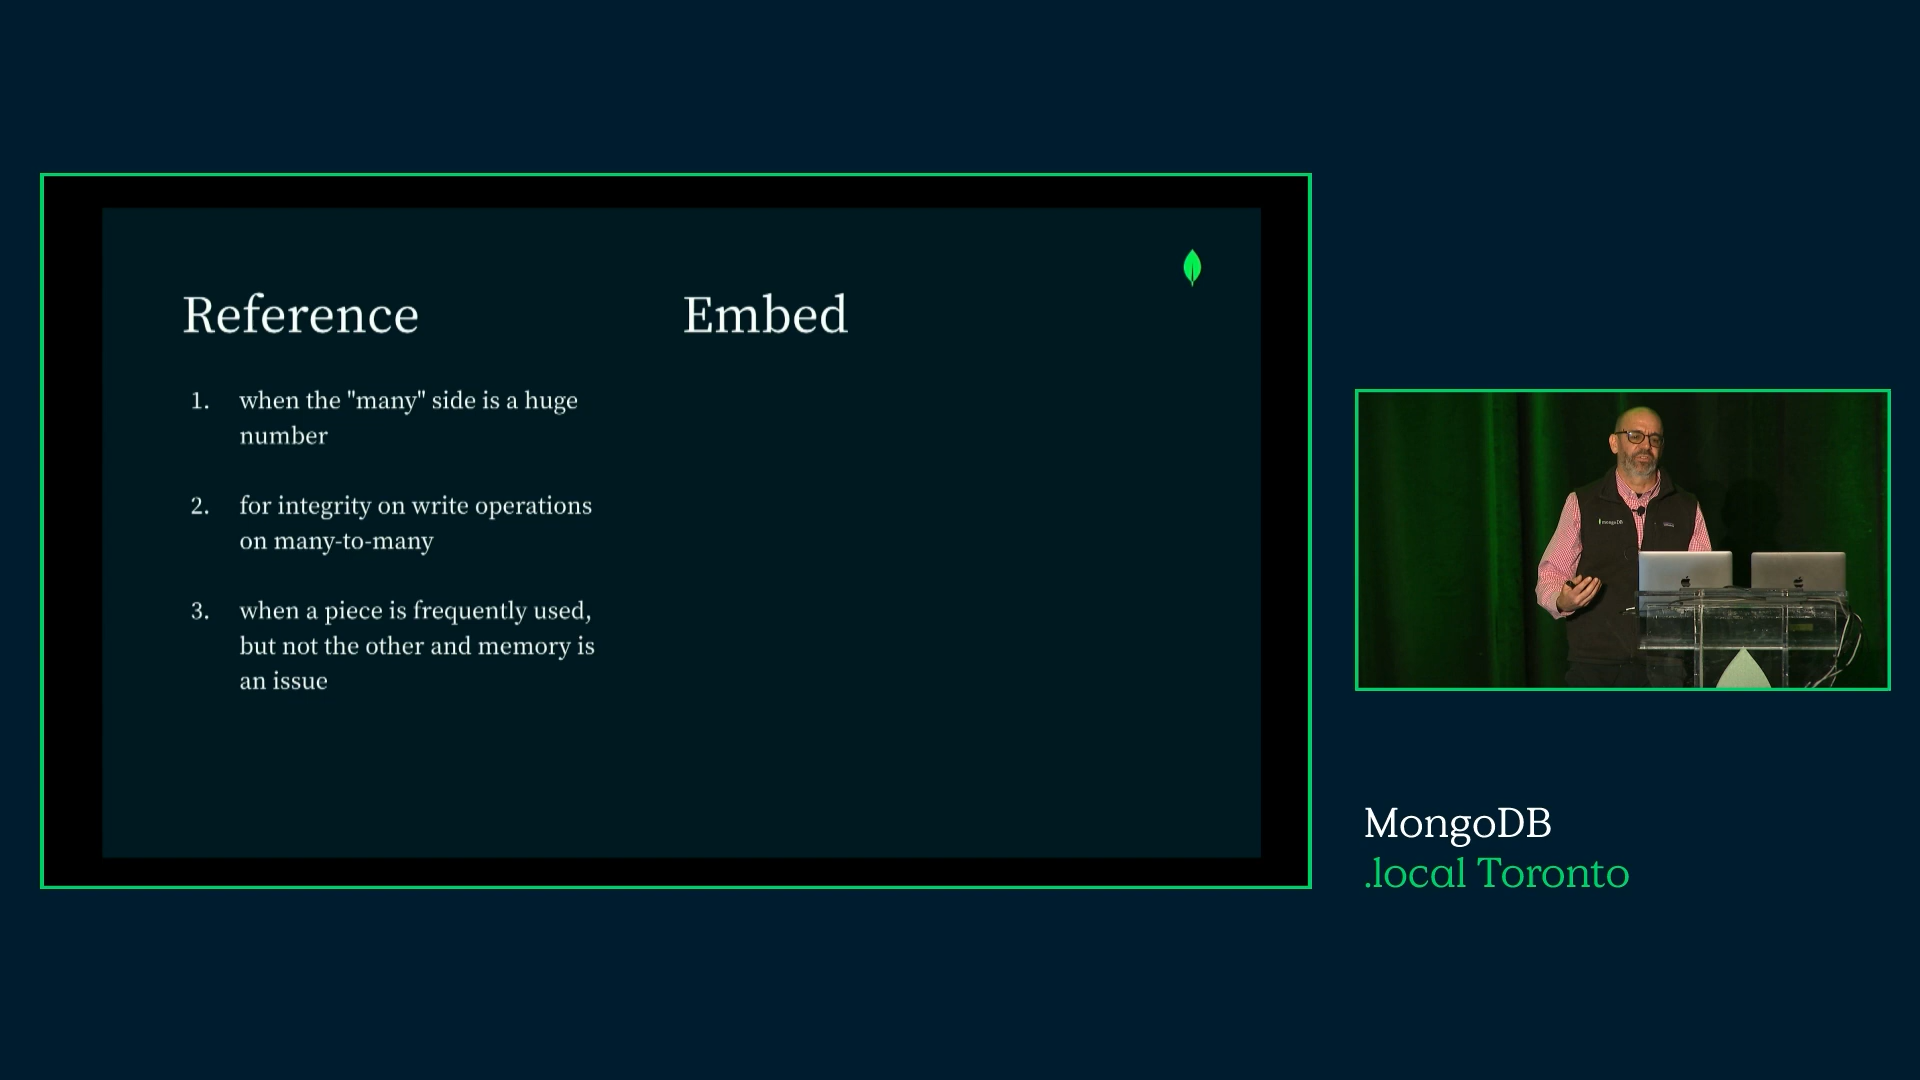 Reference
Embed
1. when the "many" side is a huge
number
2. for integrity on write operations
on many-to-many
3. when a piece is frequently used,
but not the other and memory is
an issue
mongoDB
MongoDB
.local Toronto